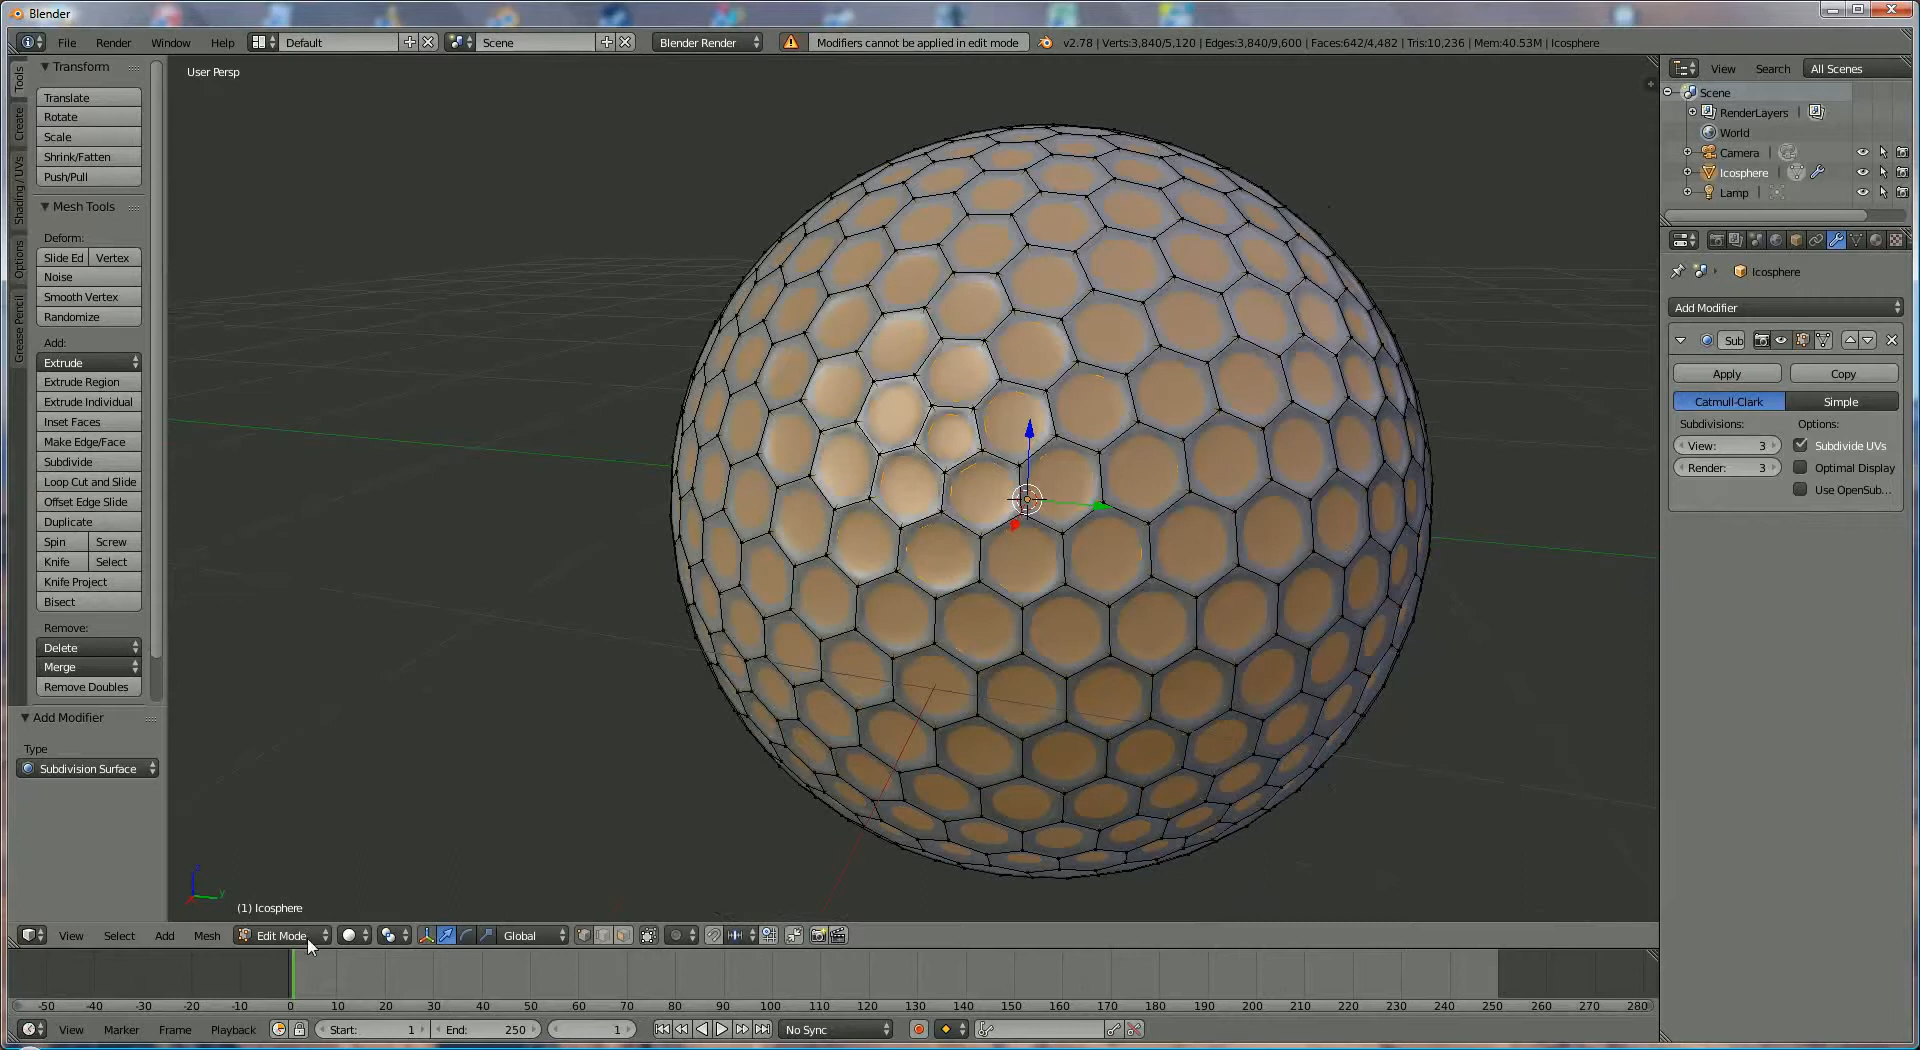 Blender
File Render Window Help Default Scene Blender Render Modifiers cannot be applied in edit mode v2.78 | Verts:3,840/5,120 | Edges:3,840/9,600 | Faces:642/4,482 | Tris:10,236 | Mem:40.53M | Icosphere
Tools
Create
Shading / UVs
Options
Grease Pencil
Transform
Translate
Rotate
Scale
Shrink/Fatten
Push/Pull
Mesh Tools
Deform:
Slide Ed Vertex
Noise
Smooth Vertex
Randomize
Add:
Extrude
Extrude Region
Extrude Individual
Inset Faces
Make Edge/Face
Subdivide
Loop Cut and Slide
Offset Edge Slide
Duplicate
Spin Screw
Knife Select
Knife Project
Bisect
Remove:
Delete
Merge
Remove Doubles
Add Modifier
Type
Subdivision Surface
User Persp
z
y
(1) Icosphere
View Search All Scenes
Scene
RenderLayers |
World
Camera |
Icosphere |
Lamp |
Icosphere
Add Modifier
Sub
Apply Copy
Catmull-Clark Simple
Subdivisions: Options:
View: 3 Subdivide UVs
Render: 3 Optimal Display
Use OpenSub...
View Select Add Mesh Edit Mode Global
-50 -40 -30 -20 -10 0 10 20 30 40 50 60 70 80 90 100 110 120 130 140 150 160 170 180 190 200 210 220 230 240 250 260 270 280
View Marker Frame Playback Start: 1 End: 250 1 No Sync